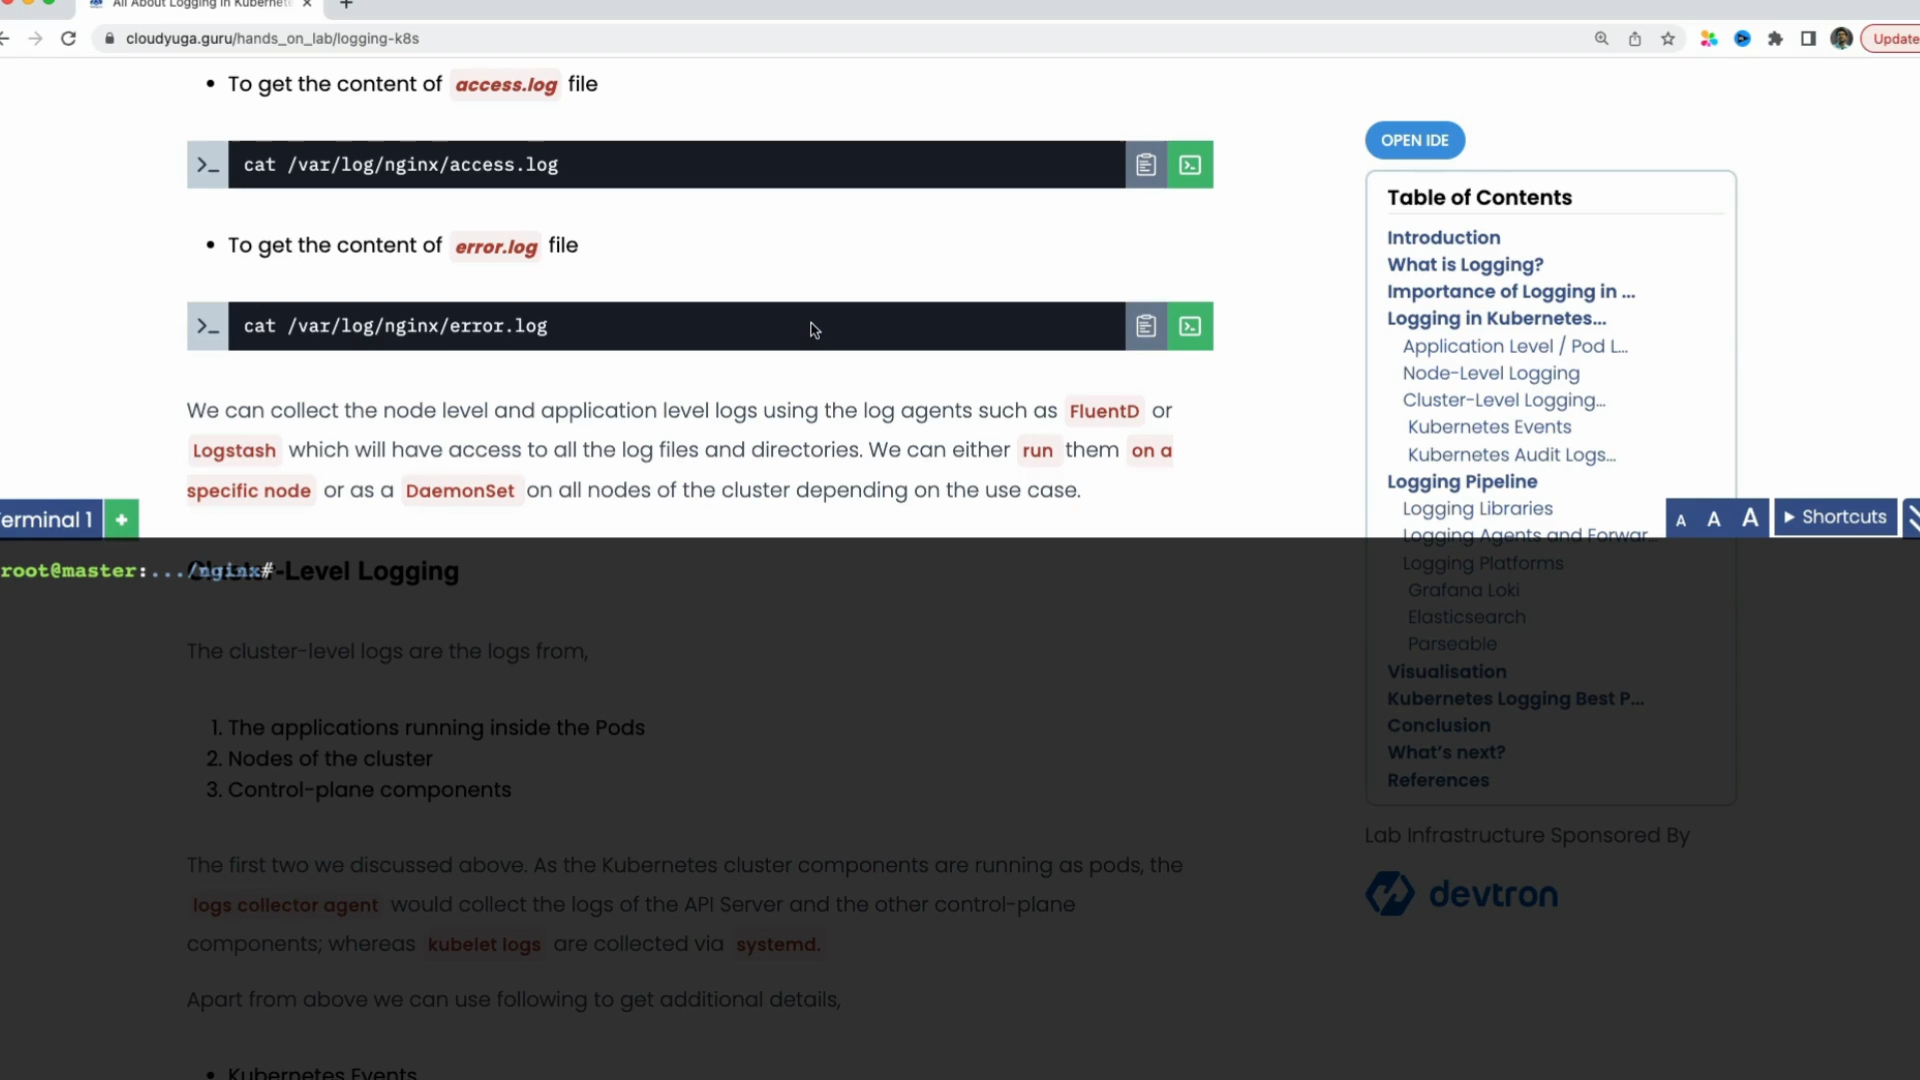 All About Logging in Kubernet
cloudyuga.guru/hands_on_lab/logging-k8s
Update
• To get the content of access.log file
>_ cat /var/log/nginx/access.log
• To get the content of error.log file
>_ cat /var/log/nginx/error.log
We can collect the node level and application level logs using the log agents such as FluentD or
Logstash which will have access to all the log files and directories. We can either run them on a
specific node or as a DaemonSet on all nodes of the cluster depending on the use case.
OPEN IDE
Table of Contents
Introduction
What is Logging?
Importance of Logging in ...
Logging in Kubernetes...
Application Level / Pod L...
Node-Level Logging
Cluster-Level Logging...
Kubernetes Events
Kubernetes Audit Logs...
Logging Pipeline
Logging Libraries
Logging Agents and Forwar...
Logging Platforms
Grafana Loki
Elasticsearch
Parseable
Visualisation
Kubernetes Logging Best P...
Conclusion
What's next?
References
Lab Infrastructure Sponsored By
devtron
erminal 1 +
A A A
Shortcuts
root@master:.../nginx#
Cluster-Level Logging
The cluster-level logs are the logs from,
1. The applications running inside the Pods
2. Nodes of the cluster
3. Control-plane components
The first two we discussed above. As the Kubernetes cluster components are running as pods, the
logs collector agent would collect the logs of the API Server and the other control-plane
components; whereas kubelet logs are collected via systemd.
Apart from above we can use following to get additional details,
• Kubernetes Events